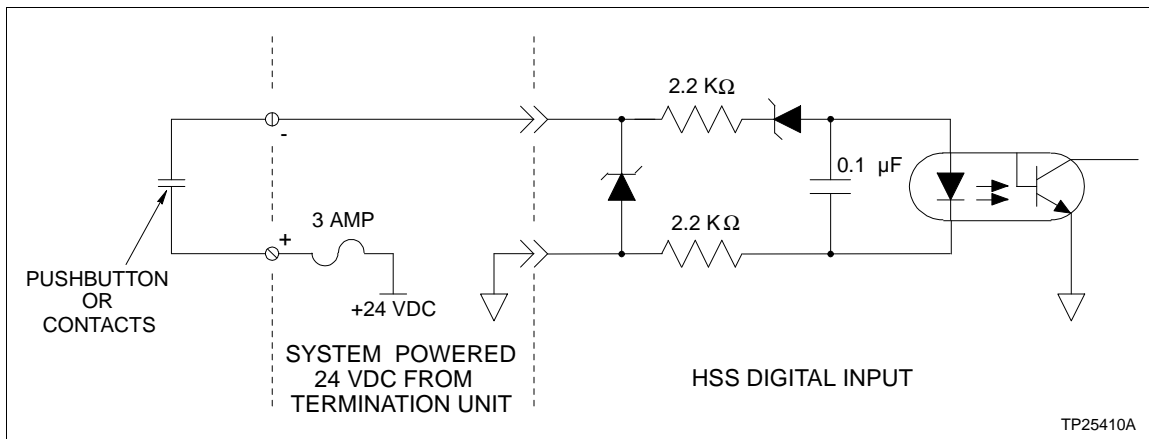 2.2 KΩ
-
0.1 µF
3 AMP
+
2.2 KΩ
PUSHBUTTON
OR
CONTACTS
+24 VDC
SYSTEM POWERED
24 VDC FROM
TERMINATION UNIT
HSS DIGITAL INPUT
TP25410A